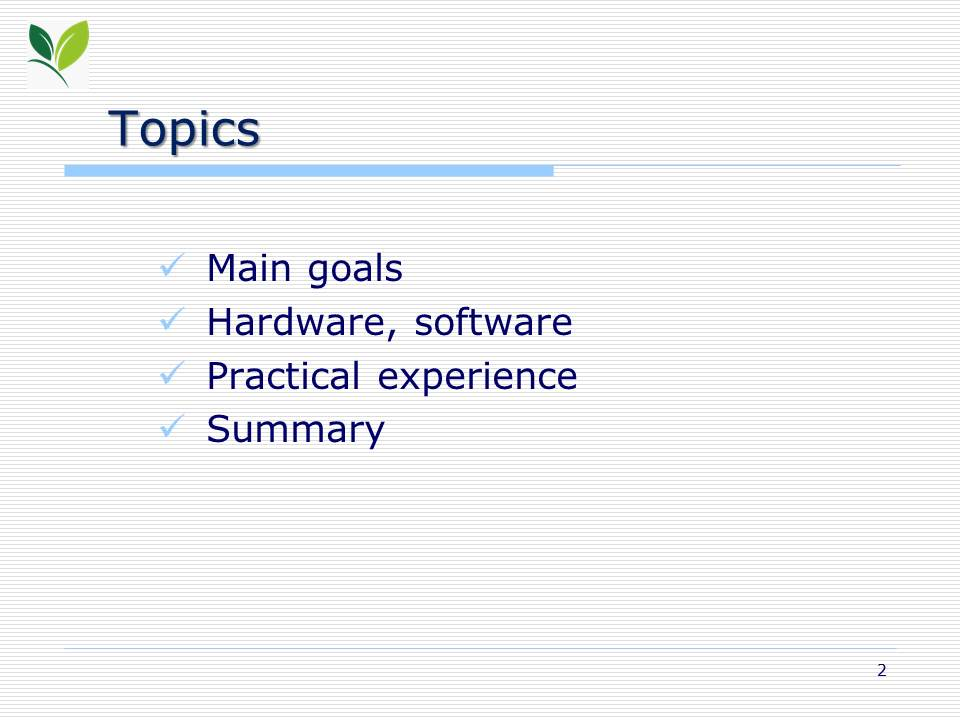 Topics
✓ Main goals
✓ Hardware, software
✓ Practical experience
✓ Summary
2